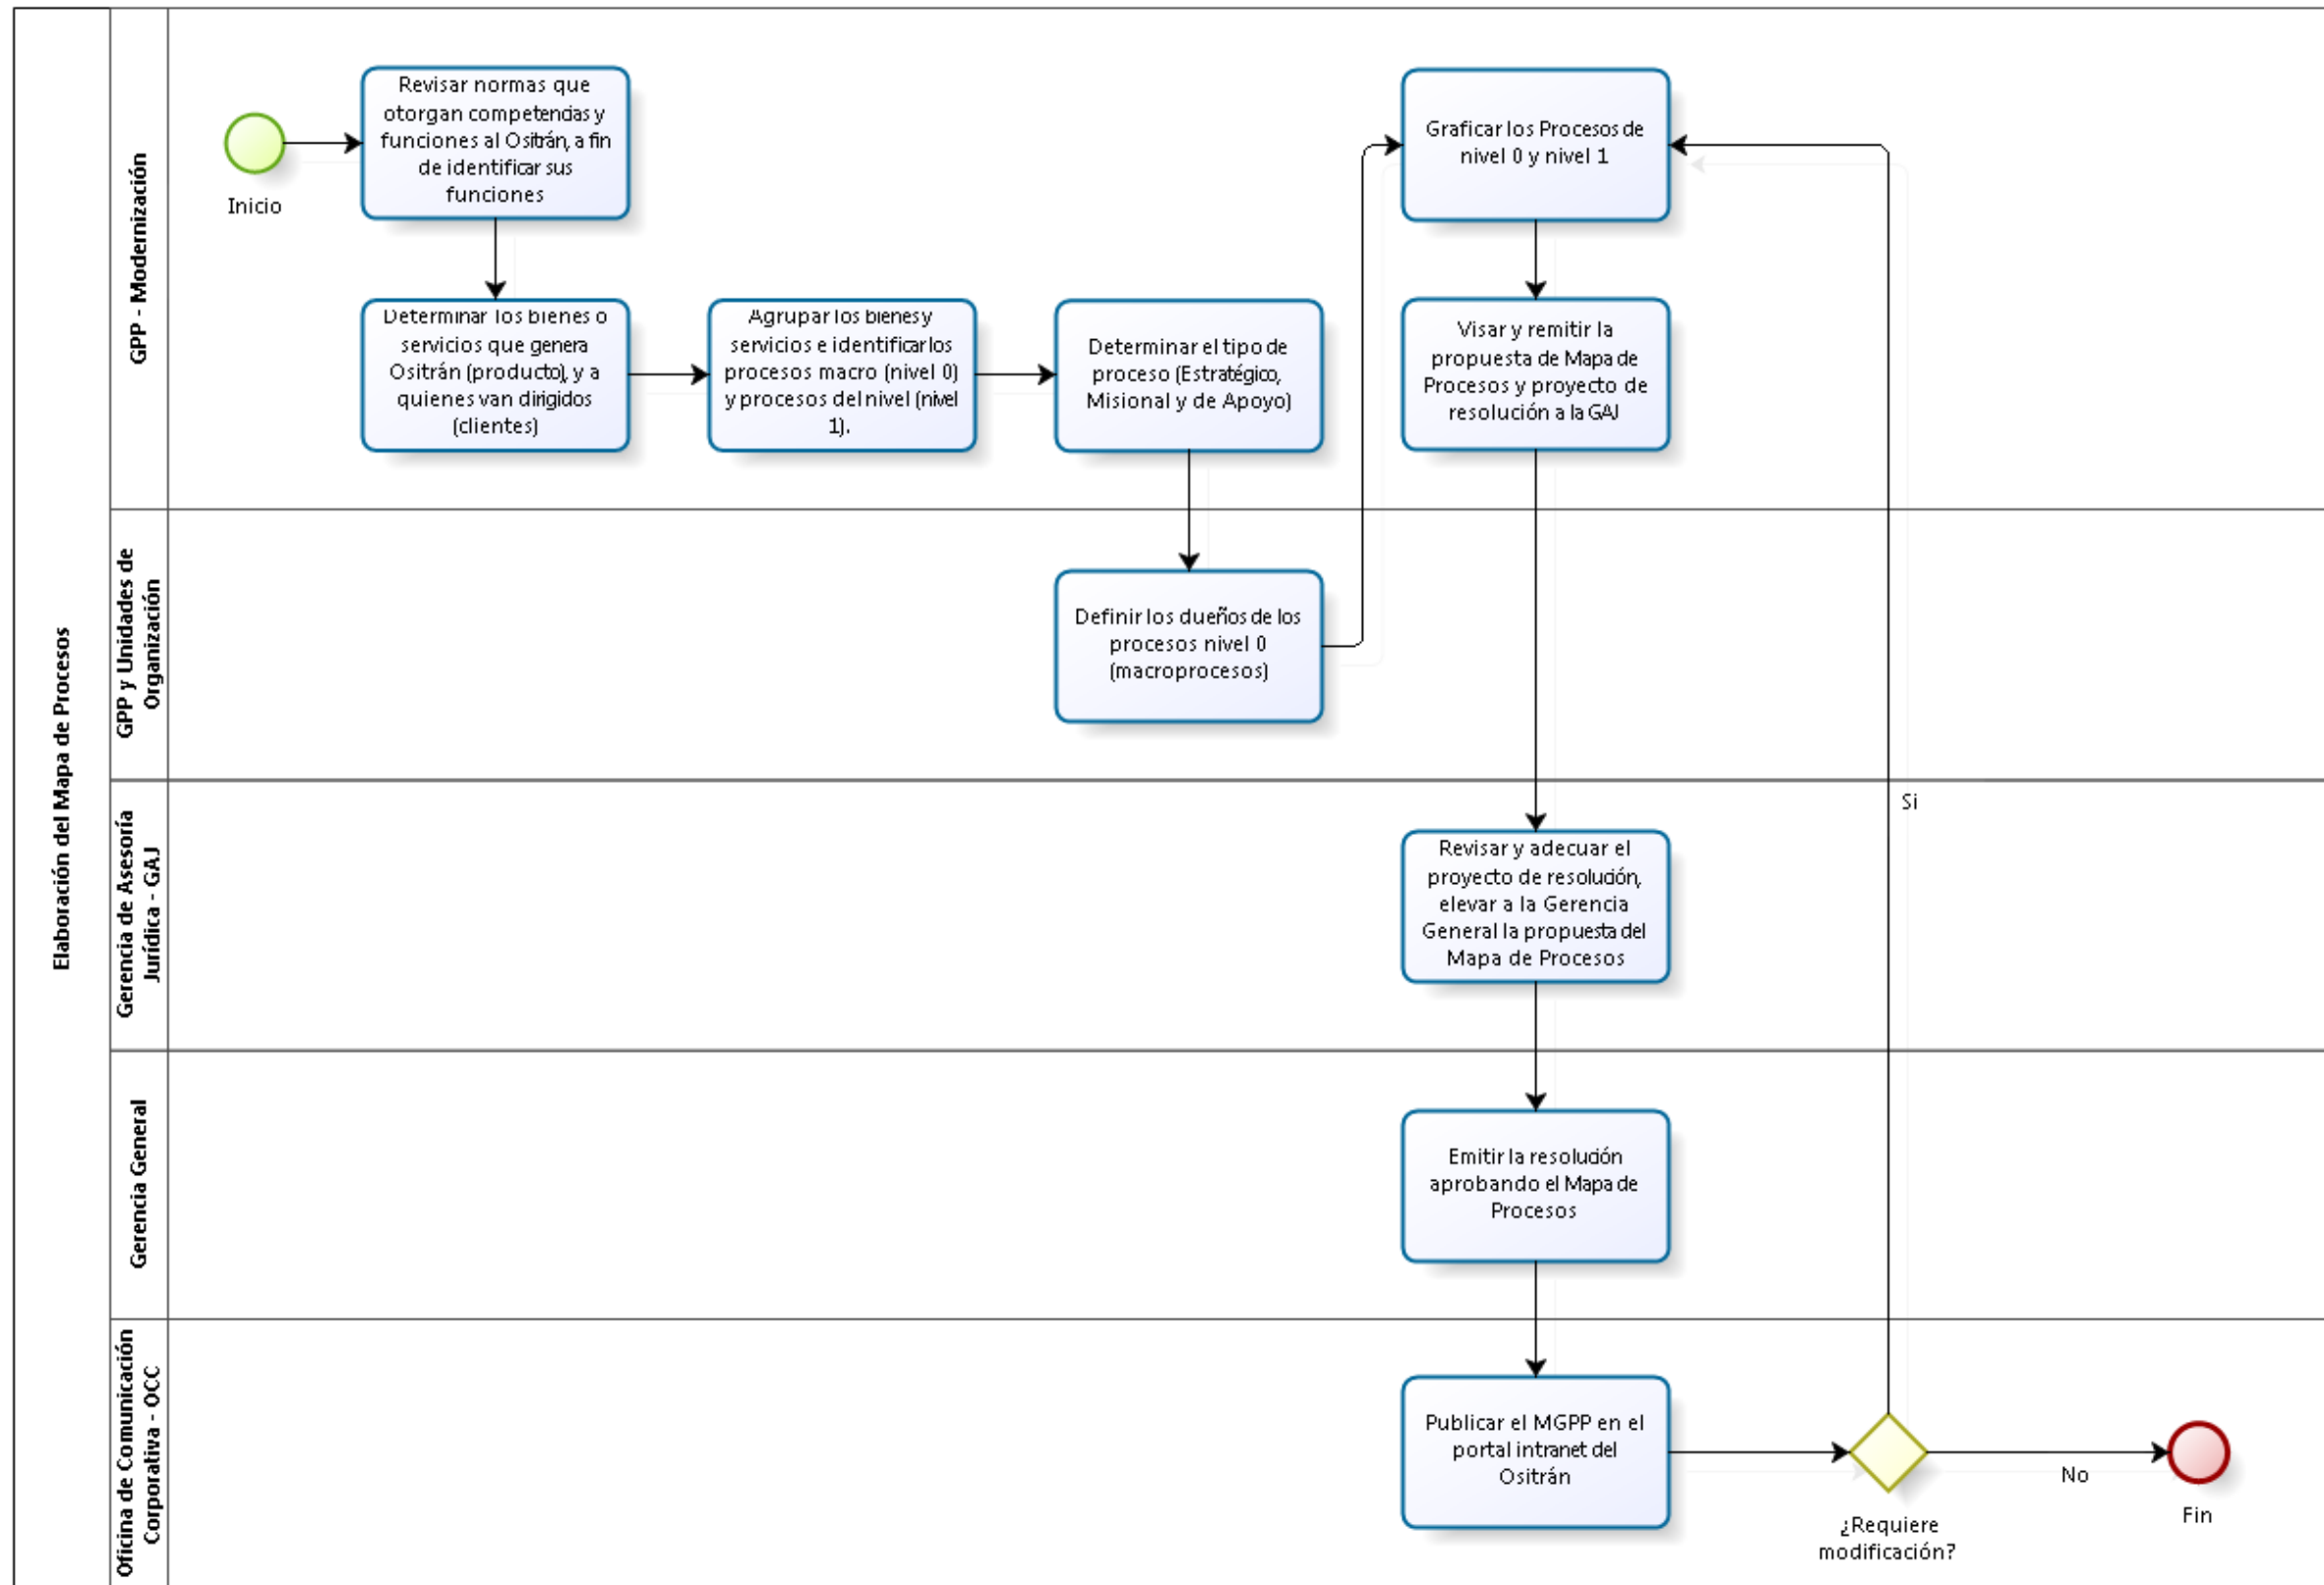 Elaboración del Mapa de Procesos
GPP - Modernización
Inicio
Revisar normas que
otorgan competencias y
funciones al Ositrán, a fin
de identificar sus
funciones
Determinar los bienes o
servicios que genera
Ositrán (producto), y a
quienes van dirigidos
(clientes)
Agrupar los bienes y
servicios e identificar los
procesos macro (nivel 0)
y procesos del nivel (nivel
1).
Determinar el tipo de
proceso (Estratégico,
Misional y de Apoyo)
Graficar los Procesos de
nivel 0 y nivel 1
Visar y remitir la
propuesta de Mapa de
Procesos y proyecto de
resolución a la GAJ
GPP y Unidades de
Organización
Definir los dueños de los
procesos nivel 0
(macroprocesos)
Gerencia de Asesoría
Jurídica - GAJ
Si
Revisar y adecuar el
proyecto de resolución,
elevar a la Gerencia
General la propuesta del
Mapa de Procesos
Gerencia General
Emitir la resolución
aprobando el Mapa de
Procesos
Oficina de Comunicación
Corporativa - OCC
Publicar el MGPP en el
portal intranet del
Ositrán
¿Requiere
modificación?
No
Fin